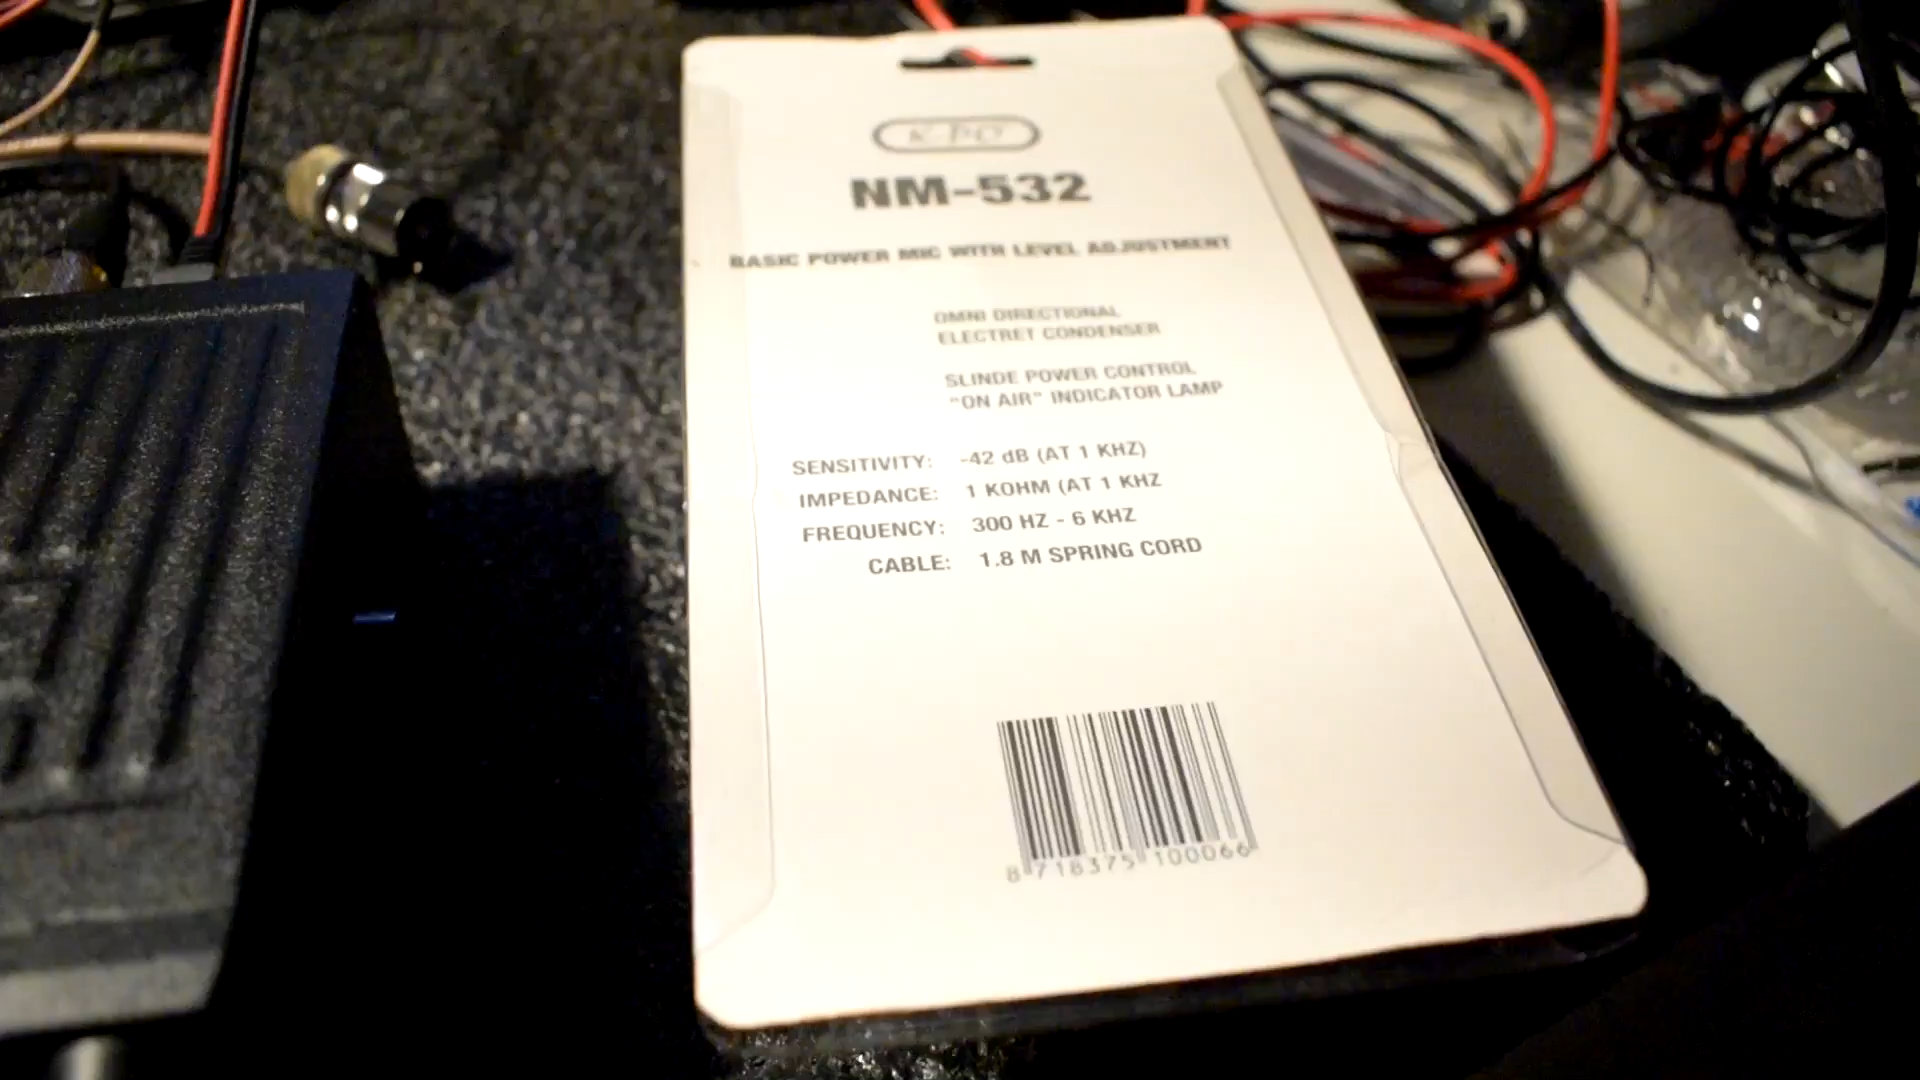 K-PO
NM-532
BASIC POWER MIC WITH LEVEL ADJUSTMENT
OMNI DIRECTIONAL
ELECTRET CONDENSER
SLINDE POWER CONTROL
"ON AIR" INDICATOR LAMP
SENSITIVITY: -42 dB (AT 1 KHZ)
IMPEDANCE: 1 KOHM (AT 1 KHZ
FREQUENCY: 300 HZ - 6 KHZ
CABLE: 1.8 M SPRING CORD
8 718375 100066